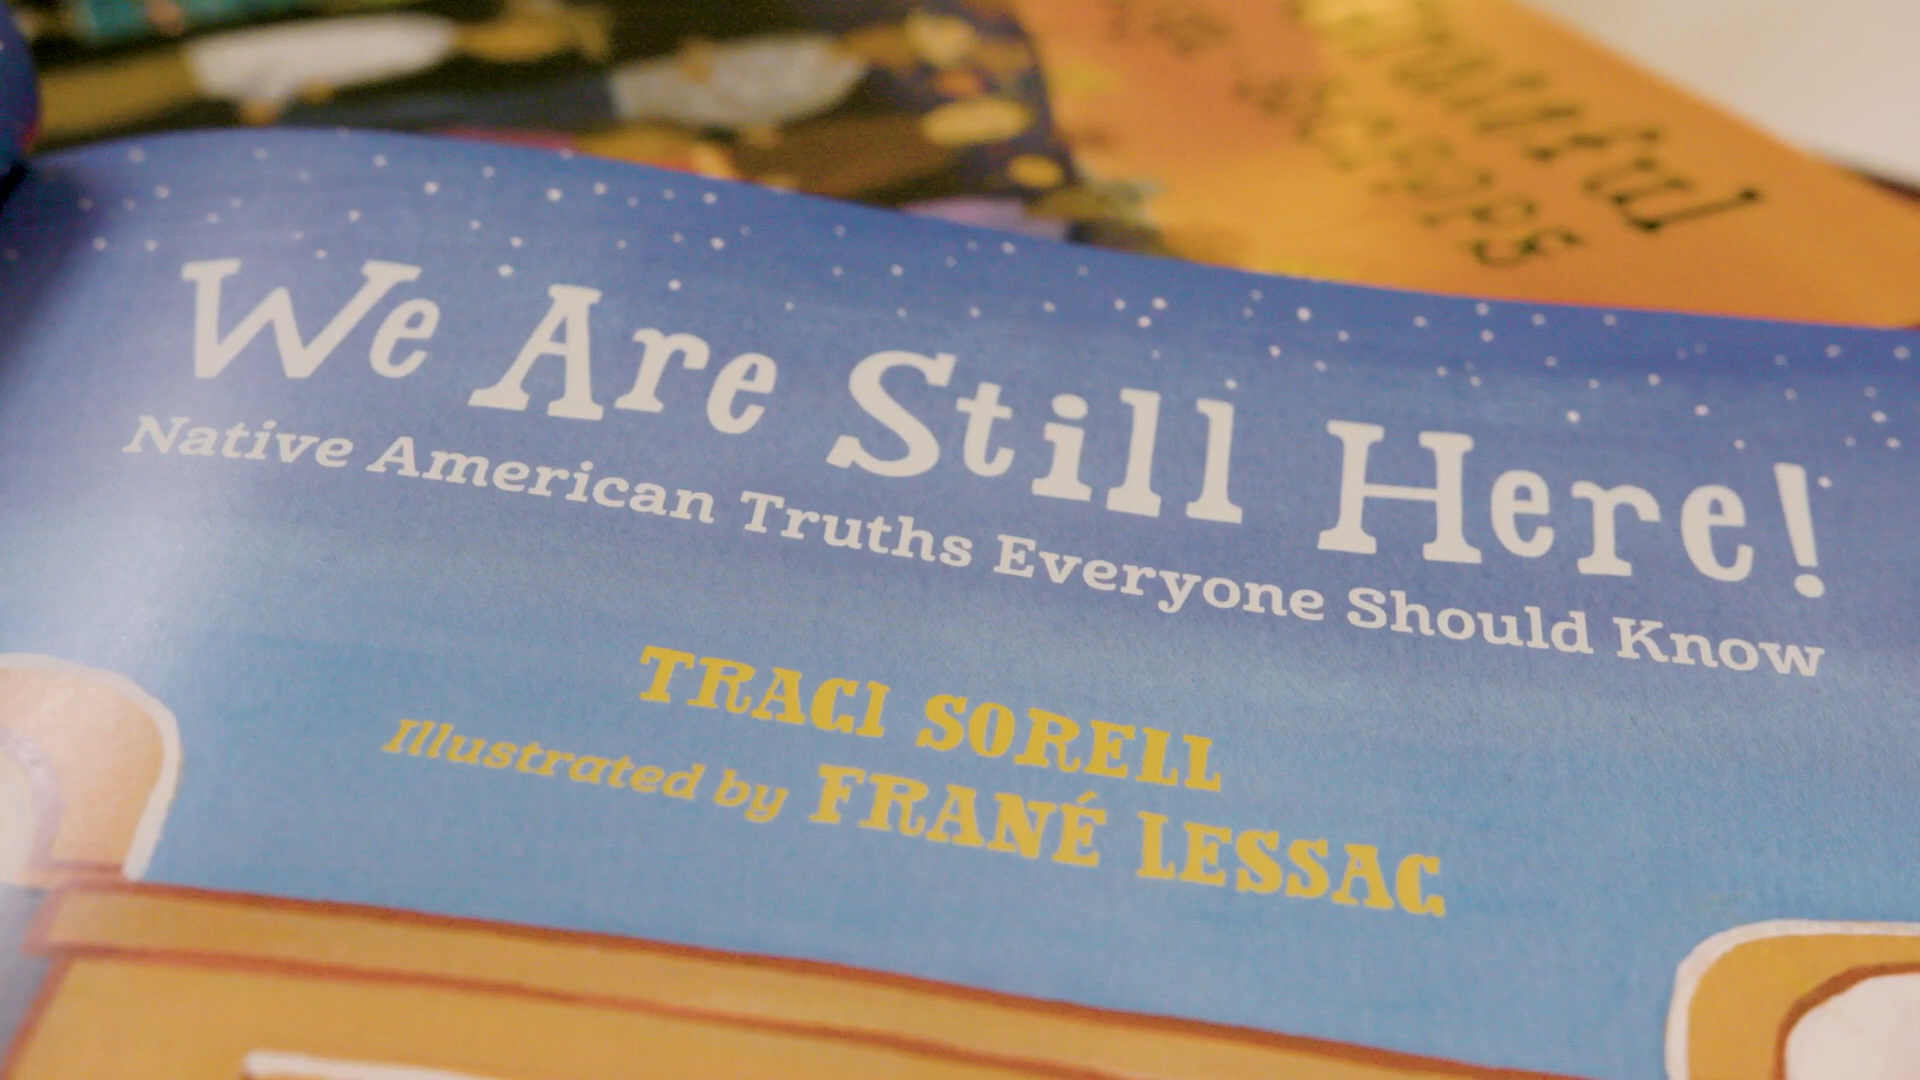 We Are Still Here!
Native American Truths Everyone Should Know
TRACI SORELL
Illustrated by FRANÉ LESSAC